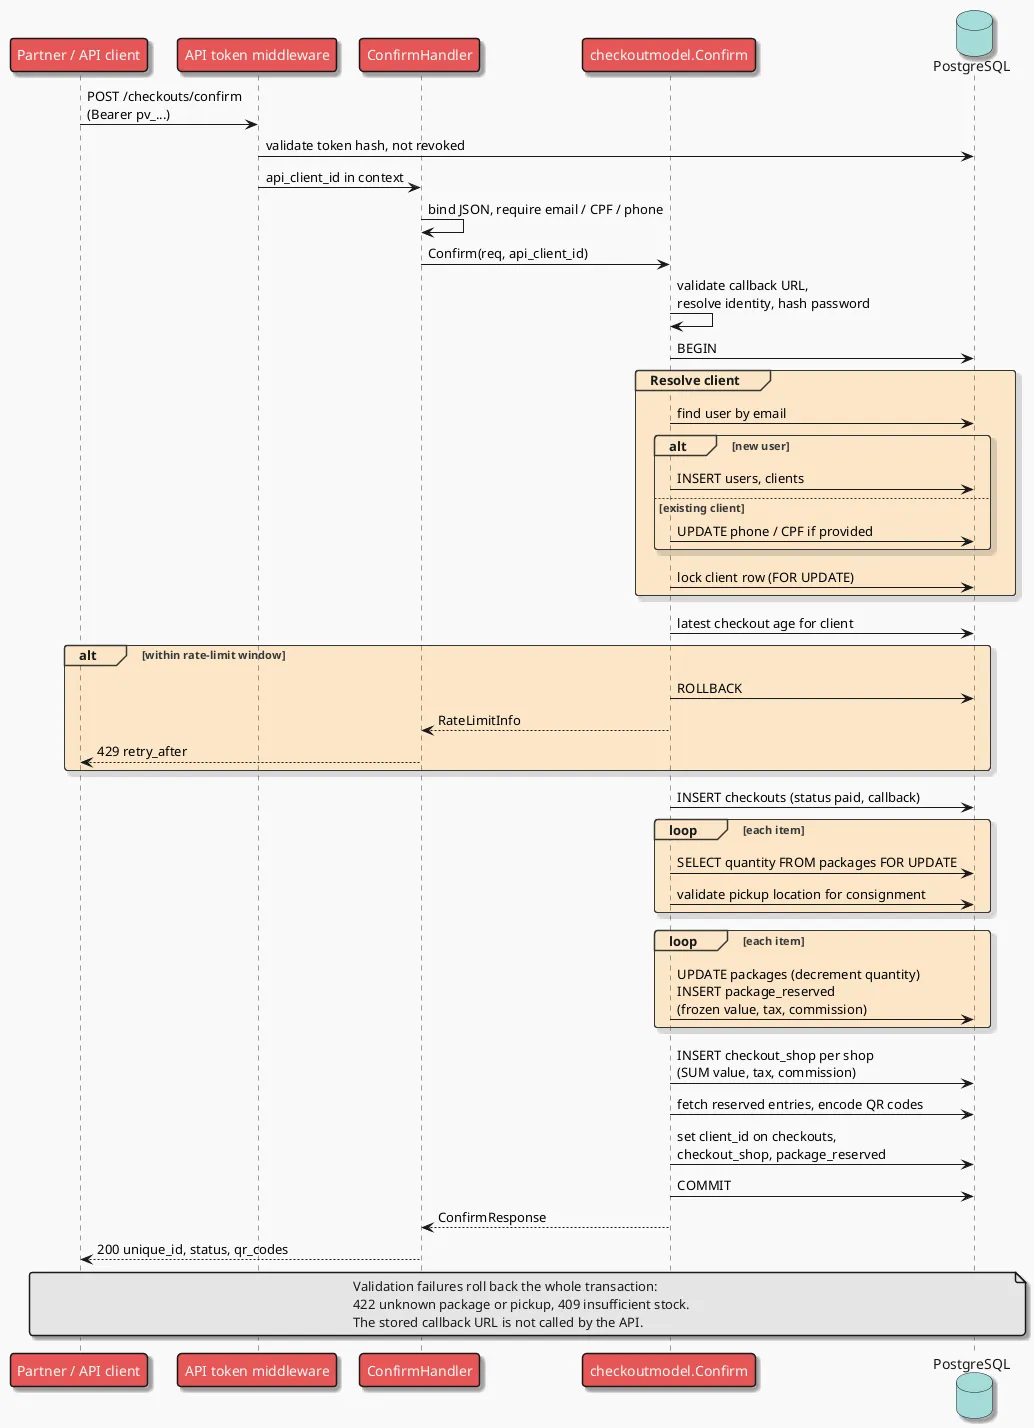 Partner / API client
API token middleware
ConfirmHandler
checkoutmodel.Confirm
PostgreSQL
POST /checkouts/confirm
(Bearer pv_...)
validate token hash, not revoked
api_client_id in context
bind JSON, require email / CPF / phone
Confirm(req, api_client_id)
validate callback URL,
resolve identity, hash password
BEGIN
Resolve client
find user by email
alt [new user]
INSERT users, clients
[existing client]
UPDATE phone / CPF if provided
lock client row (FOR UPDATE)
latest checkout age for client
alt [within rate-limit window]
ROLLBACK
RateLimitInfo
429 retry_after
INSERT checkouts (status paid, callback)
loop [each item]
SELECT quantity FROM packages FOR UPDATE
validate pickup location for consignment
loop [each item]
UPDATE packages (decrement quantity)
INSERT package_reserved
(frozen value, tax, commission)
INSERT checkout_shop per shop
(SUM value, tax, commission)
fetch reserved entries, encode QR codes
set client_id on checkouts,
checkout_shop, package_reserved
COMMIT
ConfirmResponse
200 unique_id, status, qr_codes
Validation failures roll back the whole transaction:
422 unknown package or pickup, 409 insufficient stock.
The stored callback URL is not called by the API.
Partner / API client
API token middleware
ConfirmHandler
checkoutmodel.Confirm
PostgreSQL